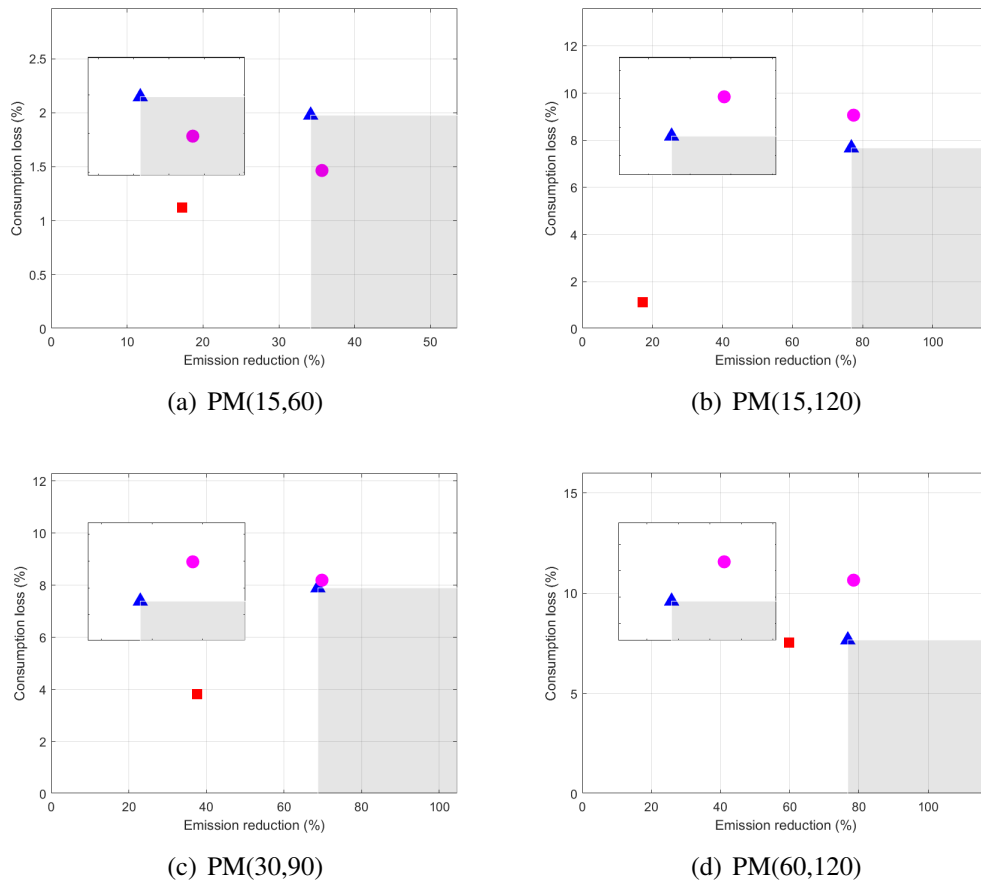 2.5
2
1.5
1
0.5
0
Consumption loss (%)
0 10 20 30 40 50
Emission reduction (%)
(a) PM(15,60)
12
10
8
6
4
2
0
Consumption loss (%)
0 20 40 60 80 100
Emission reduction (%)
(b) PM(15,120)
12
10
8
6
4
2
0
Consumption loss (%)
0 20 40 60 80 100
Emission reduction (%)
(c) PM(30,90)
15
10
5
0
Consumption loss (%)
0 20 40 60 80 100
Emission reduction (%)
(d) PM(60,120)